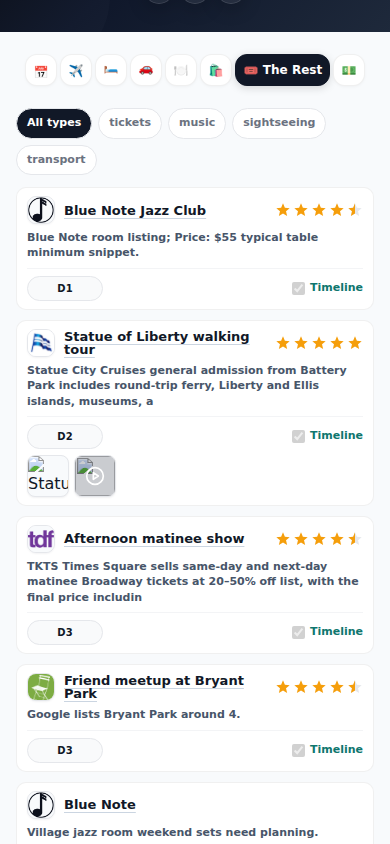 The Rest
All types
tickets
music
sightseeing
transport
Blue Note Jazz Club
Blue Note room listing; Price: $55 typical table
minimum snippet.
D1
Timeline
Statue of Liberty walking
tour
Statue City Cruises general admission from Battery
Park includes round-trip ferry, Liberty and Ellis
islands, museums, a
D2
Timeline
Statu
tdf
Afternoon matinee show
TKTS Times Square sells same-day and next-day
matinee Broadway tickets at 20–50% off list, with the
final price includin
D3
Timeline
Friend meetup at Bryant
Park
Google lists Bryant Park around 4.
D3
Timeline
Blue Note
Village jazz room weekend sets need planning.